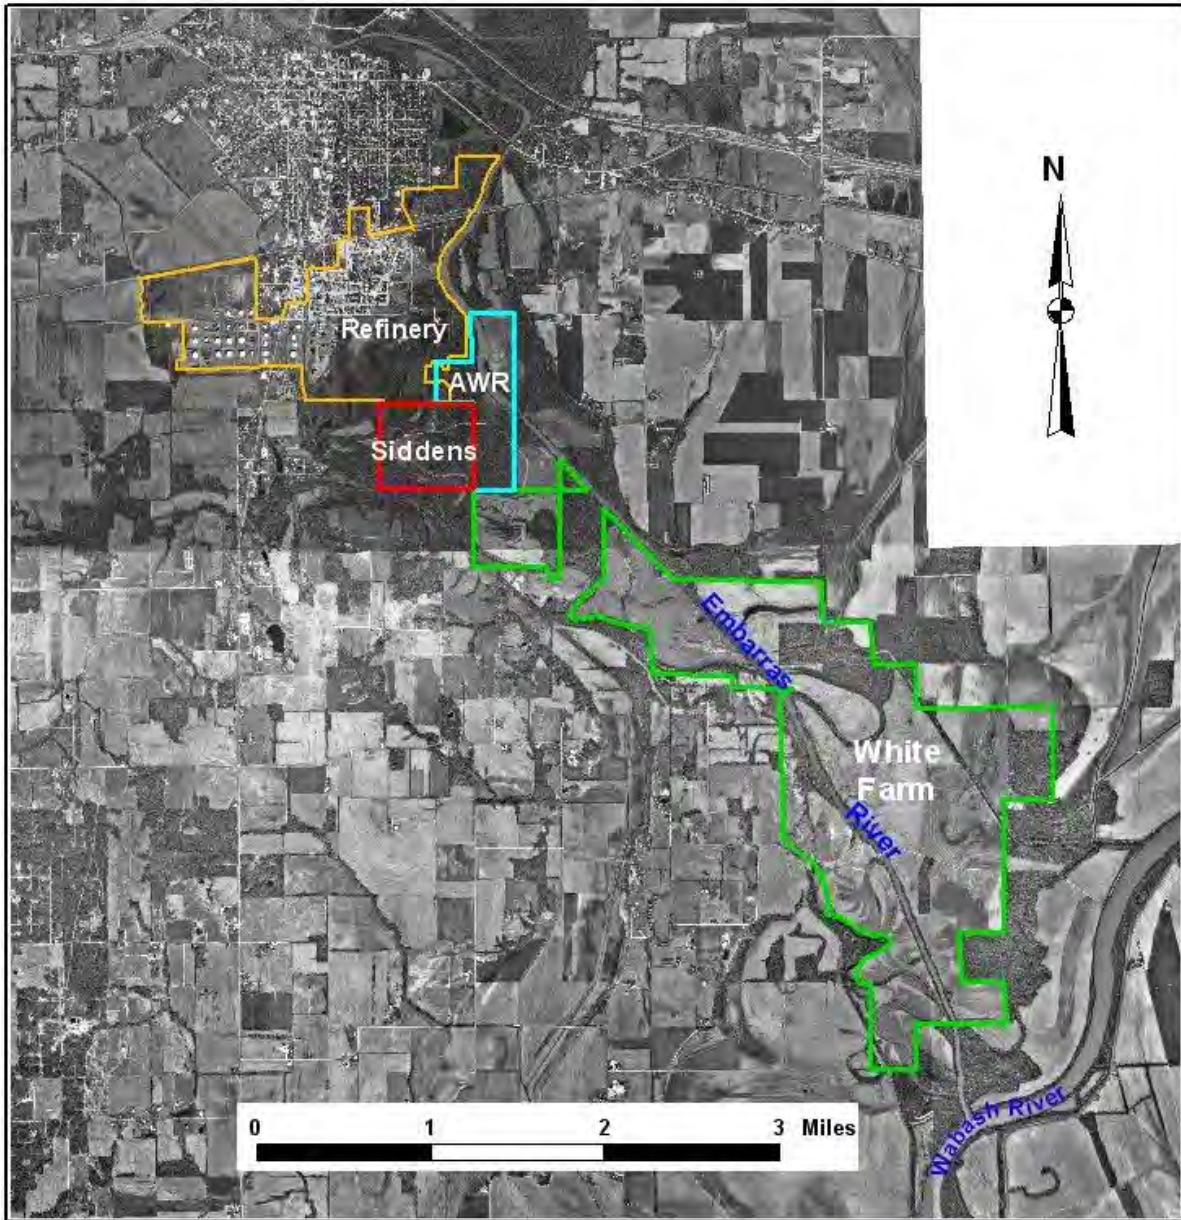 N
Refinery
AWR
Siddens
Embarras
White
Farm
River
0 1 2 3 Miles
Wabash River